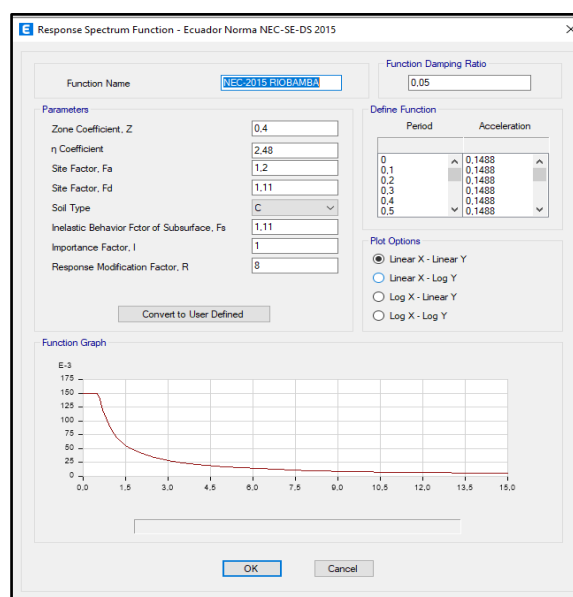 E Response Spectrum Function - Ecuador Norma NEC-SE-DS 2015
Function Name NEC-2015 RIOBAMBA
Function Damping Ratio
0,05
Parameters
Zone Coefficient, Z 0,4
η Coefficient 2,48
Site Factor, Fa 1,2
Site Factor, Fd 1,11
Soil Type C
Inelastic Behavior Fctor of Subsurface, Fs 1,11
Importance Factor, I 1
Response Modification Factor, R 8
Convert to User Defined
Define Function
Period Acceleration
0 0,1488
0,1 0,1488
0,2 0,1488
0,3 0,1488
0,4 0,1488
0,5 0,1488
Plot Options
Linear X - Linear Y
Linear X - Log Y
Log X - Linear Y
Log X - Log Y
Function Graph
E-3
175
150
125
100
75
50
25
0
0,0 1,5 3,0 4,5 6,0 7,5 9,0 10,5 12,0 13,5 15,0
OK Cancel